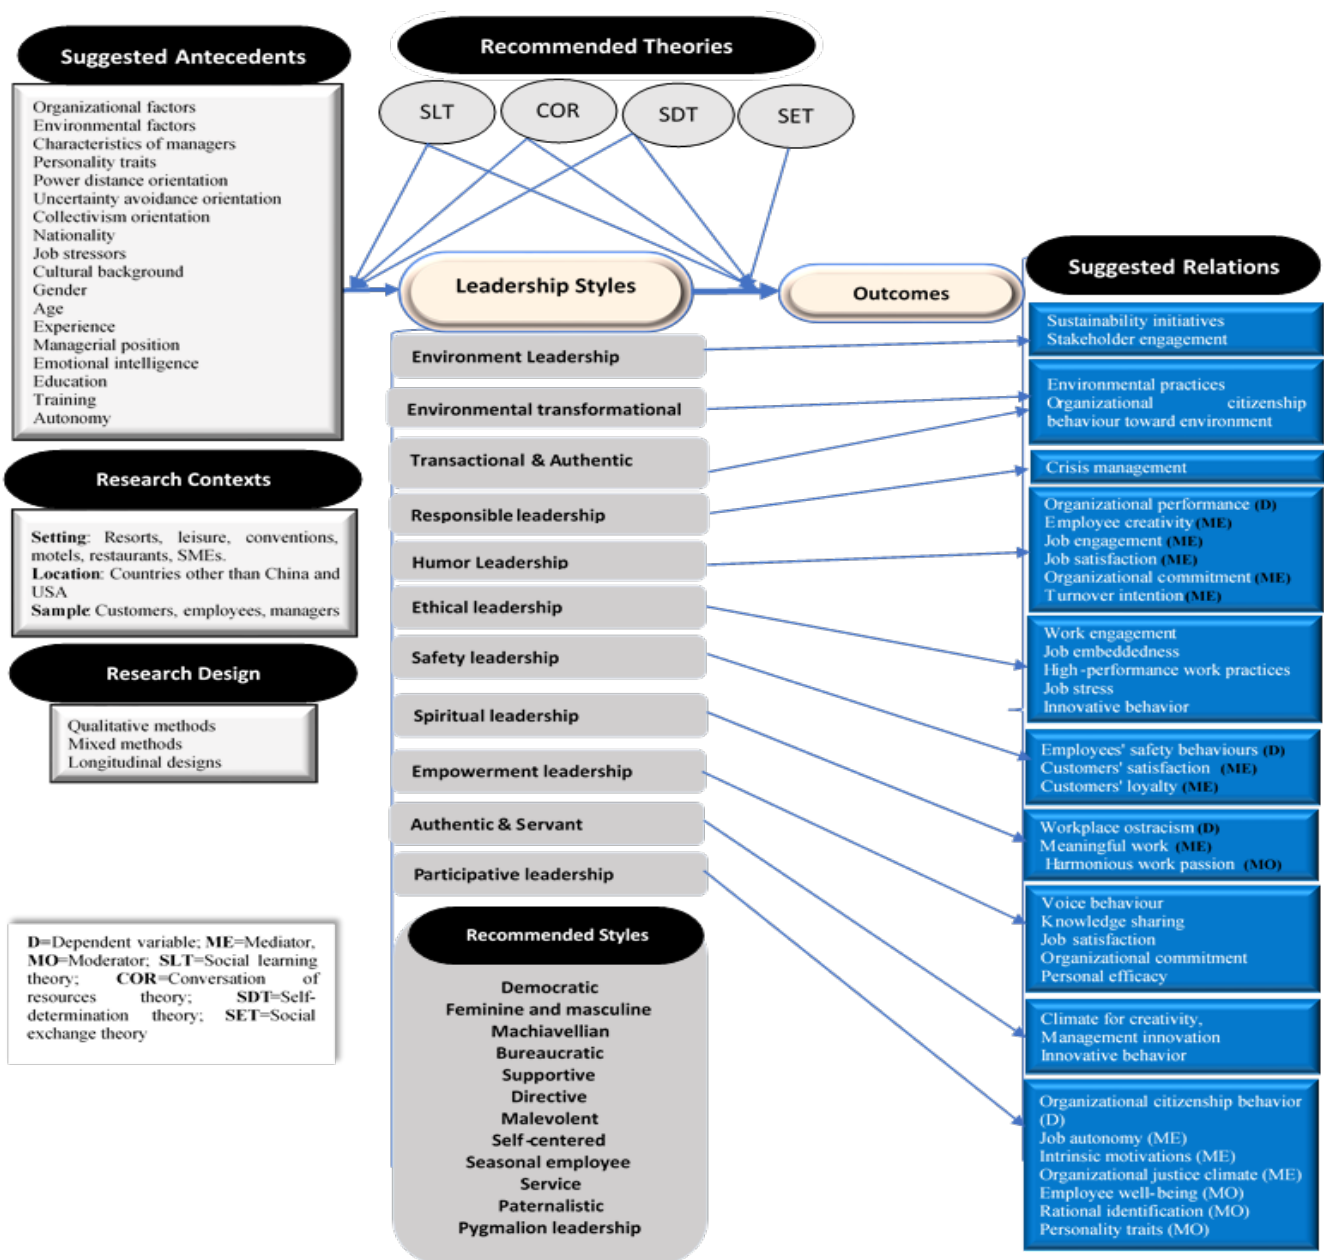 Suggested Antecedents
Organizational factors
Environmental factors
Characteristics of managers
Personality traits
Power distance orientation
Uncertainty avoidance orientation
Collectivism orientation
Nationality
Job stressors
Cultural background
Gender
Age
Experience
Managerial position
Emotional intelligence
Education
Training
Autonomy
Research Contexts
Setting: Resorts, leisure, conventions,
motels, restaurants, SMEs.
Location: Countries other than China and
USA
Sample: Customers, employees, managers
Research Design
Qualitative methods
Mixed methods
Longitudinal designs
D=Dependent variable; ME=Mediator,
MO=Moderator; SLT=Social learning
theory; COR=Conversation of
resources theory; SDT=Self-
determination theory; SET=Social
exchange theory
Recommended Theories
SLT
COR
SDT
SET
Leadership Styles
Outcomes
Environment Leadership
Environmental transformational
Transactional & Authentic
Responsible leadership
Humor Leadership
Ethical leadership
Safety leadership
Spiritual leadership
Empowerment leadership
Authentic & Servant
Participative leadership
Recommended Styles
Democratic
Feminine and masculine
Machiavellian
Bureaucratic
Supportive
Directive
Malevolent
Self-centered
Seasonal employee
Service
Paternalistic
Pygmalion leadership
Suggested Relations
Sustainability initiatives
Stakeholder engagement
Environmental practices
Organizational citizenship
behaviour toward environment
Crisis management
Organizational performance (D)
Employee creativity (ME)
Job engagement (ME)
Job satisfaction (ME)
Organizational commitment (ME)
Turnover intention (ME)
Work engagement
Job embeddedness
High-performance work practices
Job stress
Innovative behavior
Employees' safety behaviours (D)
Customers' satisfaction (ME)
Customers' loyalty (ME)
Workplace ostracism (D)
Meaningful work (ME)
Harmonious work passion (MO)
Voice behaviour
Knowledge sharing
Job satisfaction
Organizational commitment
Personal efficacy
Climate for creativity,
Management innovation
Innovative behavior
Organizational citizenship behavior
(D)
Job autonomy (ME)
Intrinsic motivations (ME)
Organizational justice climate (ME)
Employee well-being (MO)
Rational identification (MO)
Personality traits (MO)